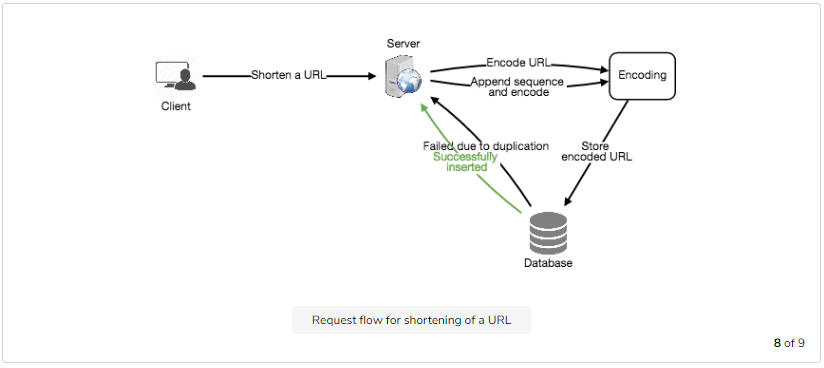 Server
Client
Shorten a URL
Encode URL
Append sequence
and encode
Encoding
Failed due to duplication
Successfully
inserted
Store
encoded URL
Database
Request flow for shortening of a URL
8 of 9